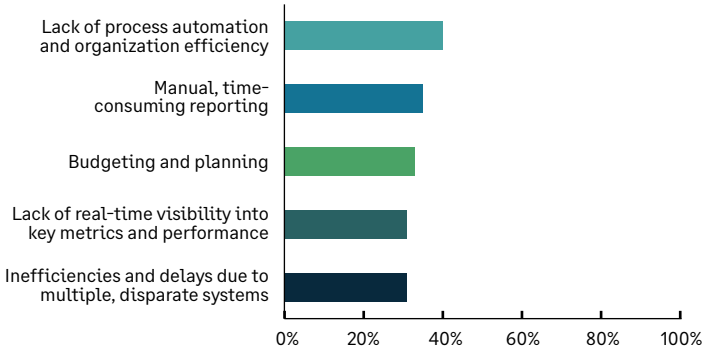 Lack of process automation
and organization efficiency
Manual, time-
consuming reporting
Budgeting and planning
Lack of real-time visibility into
key metrics and performance
Inefficiencies and delays due to
multiple, disparate systems
0% 20% 40% 60% 80% 100%